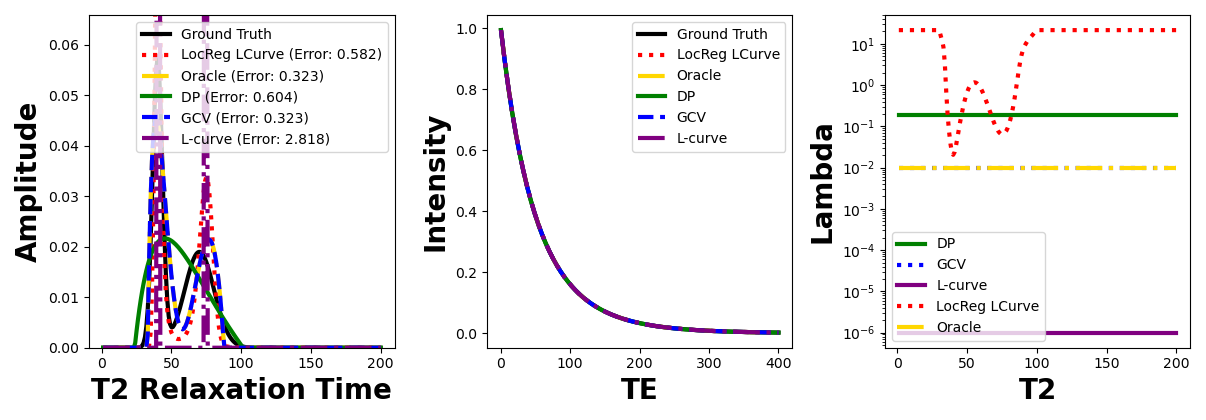 Amplitude
0.06
0.05
0.04
0.03
0.02
0.01
0.00
0
50
100
150
200
T2 Relaxation Time
Ground Truth
LocReg LCurve (Error: 0.582)
Oracle (Error: 0.323)
DP (Error: 0.604)
GCV (Error: 0.323)
L-curve (Error: 2.818)
Intensity
1.0
0.8
0.6
0.4
0.2
0.0
0
100
200
300
400
TE
Ground Truth
LocReg LCurve
Oracle
DP
GCV
L-curve
Lambda
10¹
10⁰
10⁻¹
10⁻²
10⁻³
10⁻⁴
10⁻⁵
10⁻⁶
0
50
100
150
200
T2
DP
GCV
L-curve
LocReg LCurve
Oracle